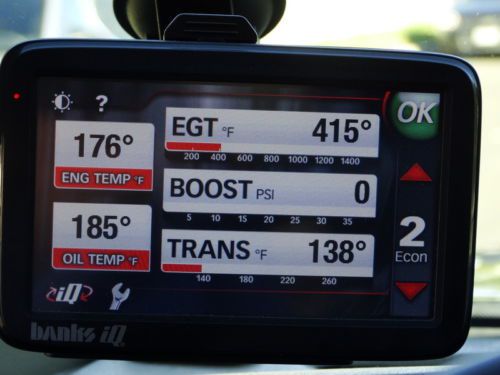 ?
OK
176°
ENG TEMP °F
185°
OIL TEMP °F
iQ
EGT °F 415°
200 400 600 800 1000 1200 1400
BOOST PSI 0
5 10 15 20 25 30 35
TRANS °F 138°
140 180 220 260
2
Econ
banks iQ